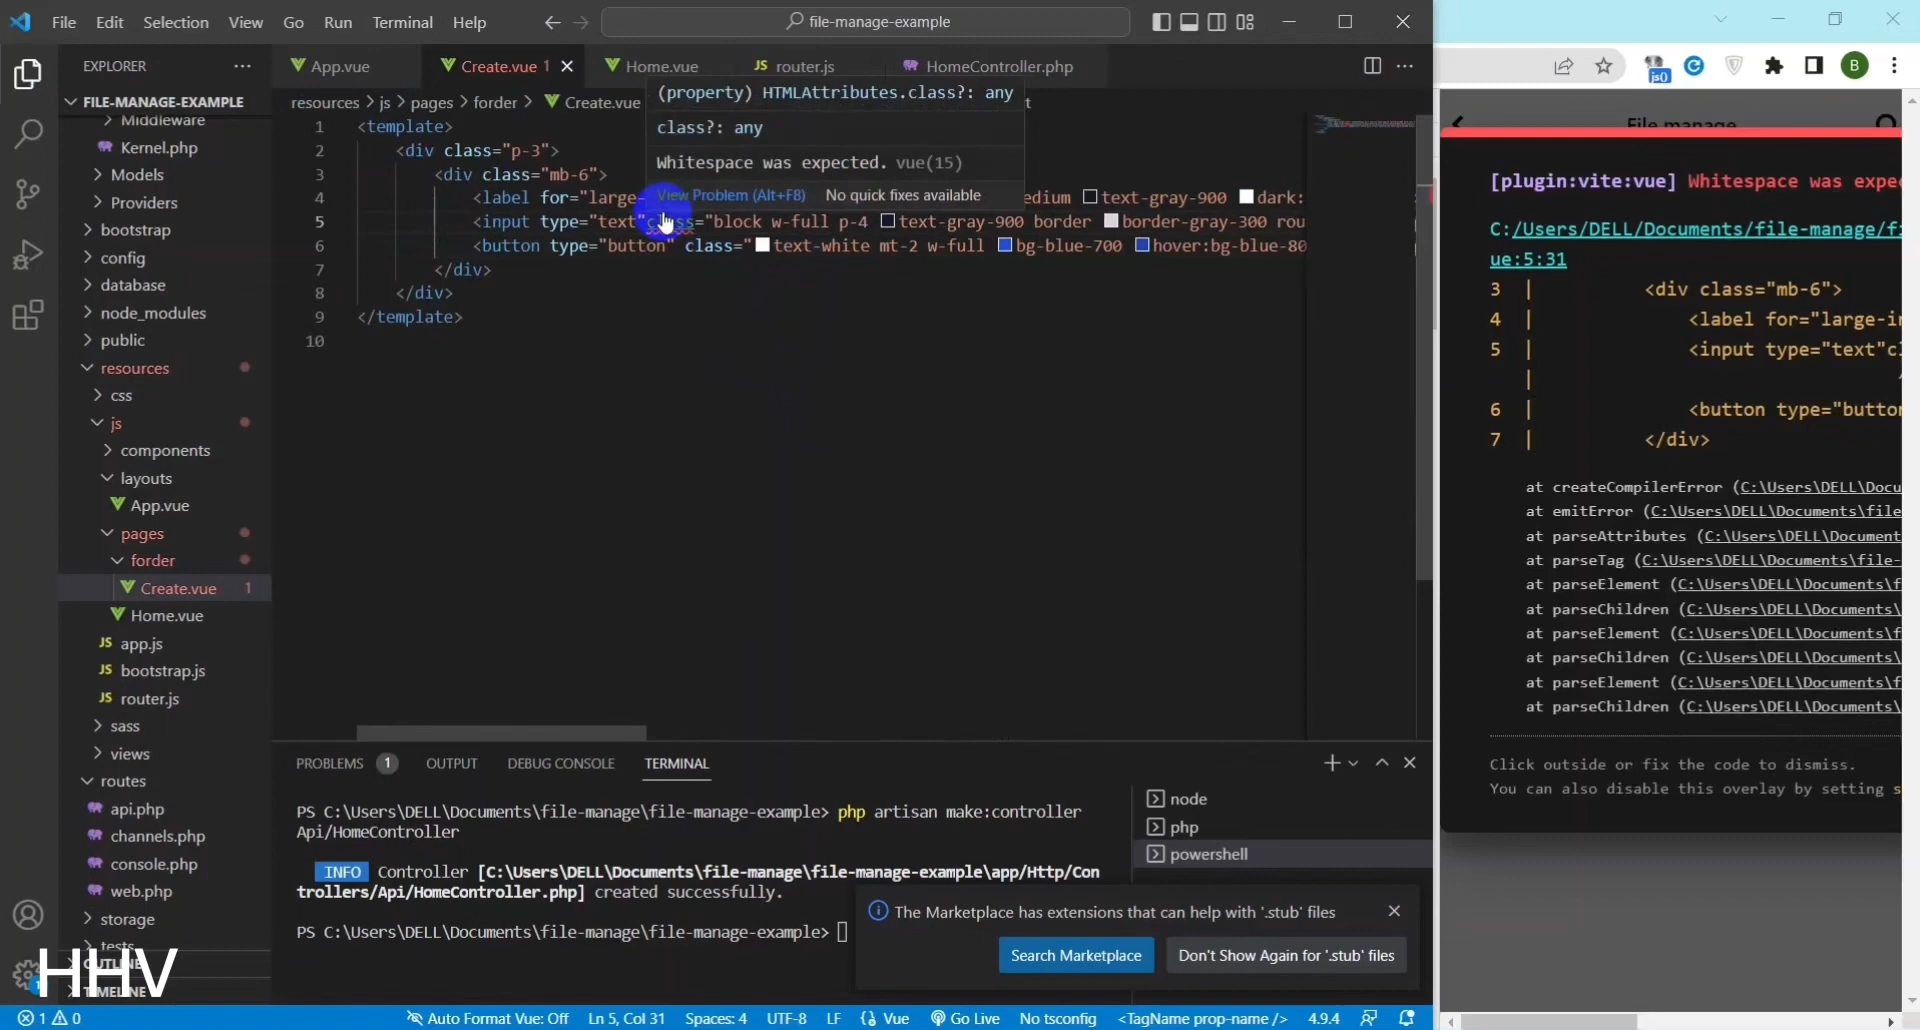 File Edit Selection View Go Run Terminal Help
file-manage-example
EXPLORER
App.vue
Create.vue 1
Home.vue
router.js
HomeController.php
FILE-MANAGE-EXAMPLE
resources > js > pages > forder > Create.vue
(property) HTMLAttributes.class?: any
class?: any
Whitespace was expected. vue(15)
View Problem (Alt+F8) No quick fixes available
1 <template>
2 <div class="p-3">
3 <div class="mb-6">
4 <label for="large- edium text-gray-900 dark:
5 <input type="text"class="block w-full p-4 text-gray-900 border border-gray-300 rou
6 <button type="button" class="text-white mt-2 w-full bg-blue-700 hover:bg-blue-80
7 </div>
8 </div>
9 </template>
10
Middleware
Kernel.php
Models
Providers
bootstrap
config
database
node_modules
public
resources
css
js
components
layouts
App.vue
pages
forder
Create.vue 1
Home.vue
app.js
bootstrap.js
router.js
sass
views
routes
api.php
channels.php
console.php
web.php
storage
tests
OUTLINE
TIMELINE
HHV
PROBLEMS 1 OUTPUT DEBUG CONSOLE TERMINAL
PS C:\Users\DELL\Documents\file-manage\file-manage-example> php artisan make:controller
Api/HomeController
INFO Controller [C:\Users\DELL\Documents\file-manage\file-manage-example\app/Http/Con
trollers/Api/HomeController.php] created successfully.
PS C:\Users\DELL\Documents\file-manage\file-manage-example>
node
php
powershell
The Marketplace has extensions that can help with '.stub' files
Search Marketplace
Don't Show Again for '.stub' files
1 0
Auto Format Vue: Off Ln 5, Col 31 Spaces: 4 UTF-8 LF Vue Go Live No tsconfig <TagName prop-name /> 4.9.4
js()
B
File manage
[plugin:vite:vue] Whitespace was expe
C:/Users/DELL/Documents/file-manage/f
ue:5:31
3 | <div class="mb-6">
4 | <label for="large-i
5 | <input type="text"c
|
6 | <button type="butto
7 | </div>
at createCompilerError (C:\Users\DELL\Docu
at emitError (C:\Users\DELL\Documents\file
at parseAttributes (C:\Users\DELL\Document
at parseTag (C:\Users\DELL\Documents\file-
at parseElement (C:\Users\DELL\Documents\f
at parseChildren (C:\Users\DELL\Documents\
at parseElement (C:\Users\DELL\Documents\f
at parseChildren (C:\Users\DELL\Documents\
at parseElement (C:\Users\DELL\Documents\f
at parseChildren (C:\Users\DELL\Documents\
Click outside or fix the code to dismiss.
You can also disable this overlay by setting s